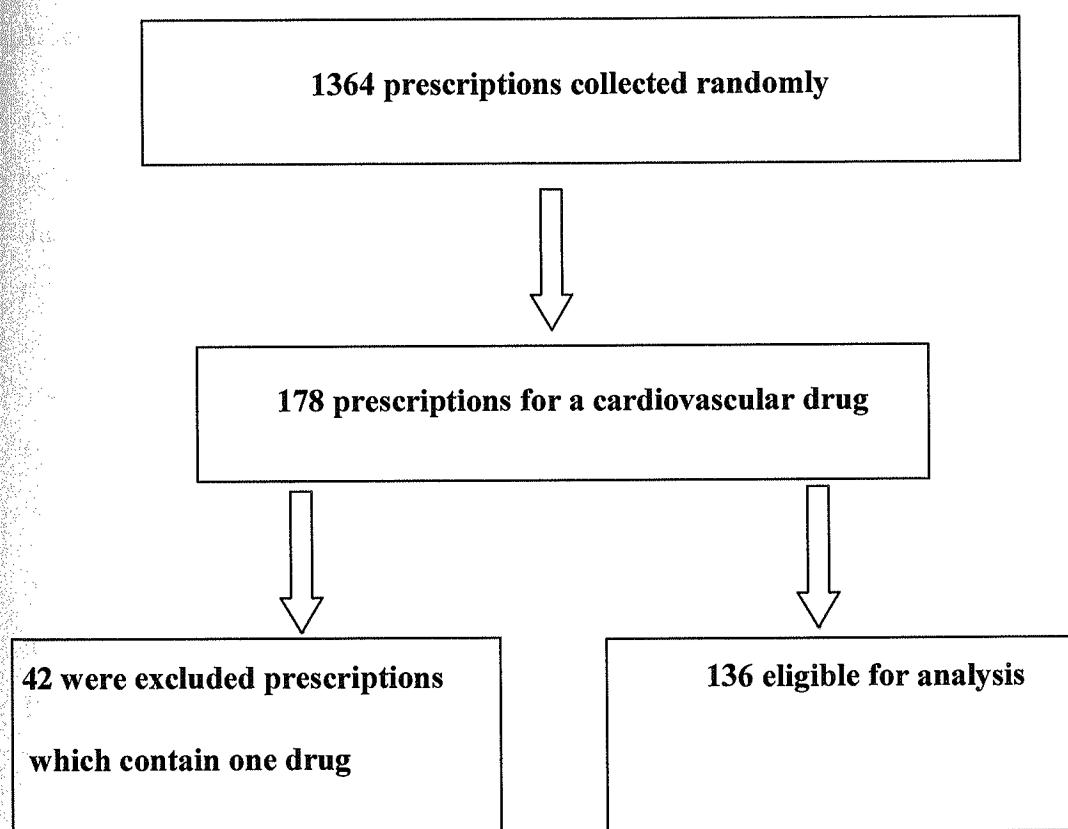 1364 prescriptions collected randomly
178 prescriptions for a cardiovascular drug
42 were excluded prescriptions
which contain one drug
136 eligible for analysis